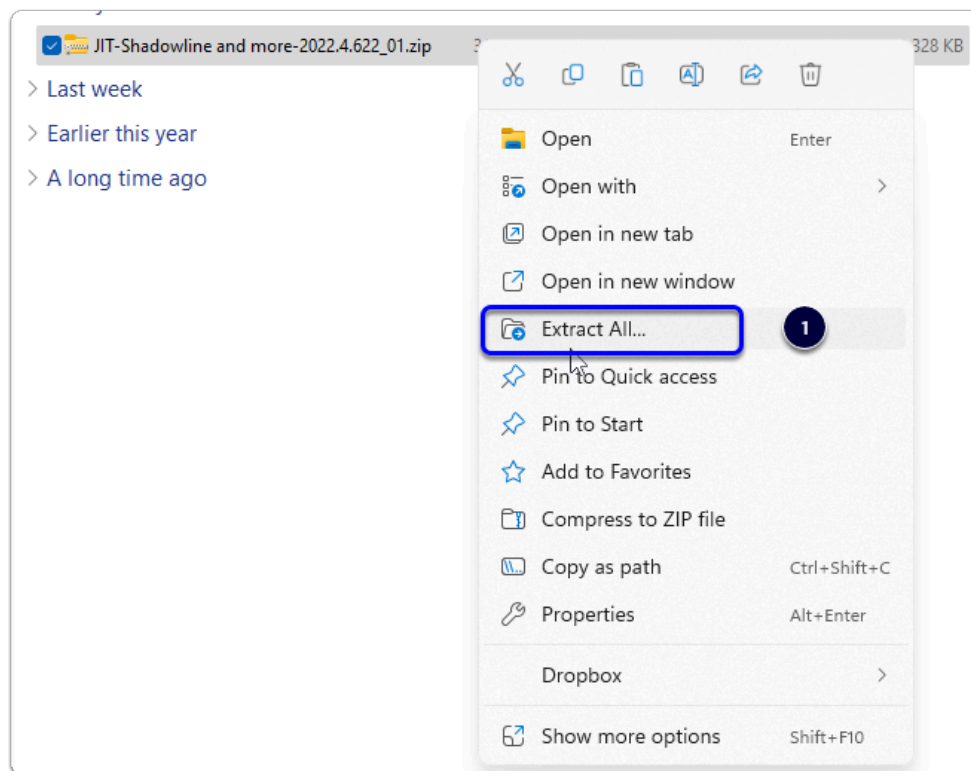 JIT-Shadowline and more-2022.4.622_01.zip
328 KB
Last week
Earlier this year
A long time ago
Open Enter
Open with
Open in new tab
Open in new window
Extract All... 1
Pin to Quick access
Pin to Start
Add to Favorites
Compress to ZIP file
Copy as path Ctrl+Shift+C
Properties Alt+Enter
Dropbox
Show more options Shift+F10